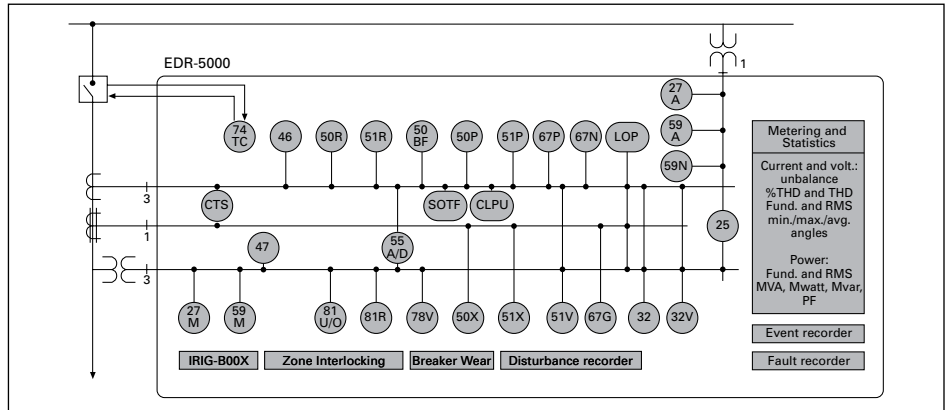 EDR-5000
1
27
A
74
TC
46
50R
51R
50
BF
50P
51P
67P
67N
LOP
59
A
59N
Metering and
Statistics
Current and volt.:
unbalance
%THD and THD
Fund. and RMS
min./max./avg.
angles
Power:
Fund. and RMS
MVA, Mwatt, Mvar,
PF
3
CTS
SOTF
CLPU
1
25
47
55
A/D
3
27
M
59
M
81
U/O
81R
78V
50X
51X
51V
67G
32
32V
Event recorder
IRIG-B00X
Zone Interlocking
Breaker Wear
Disturbance recorder
Fault recorder